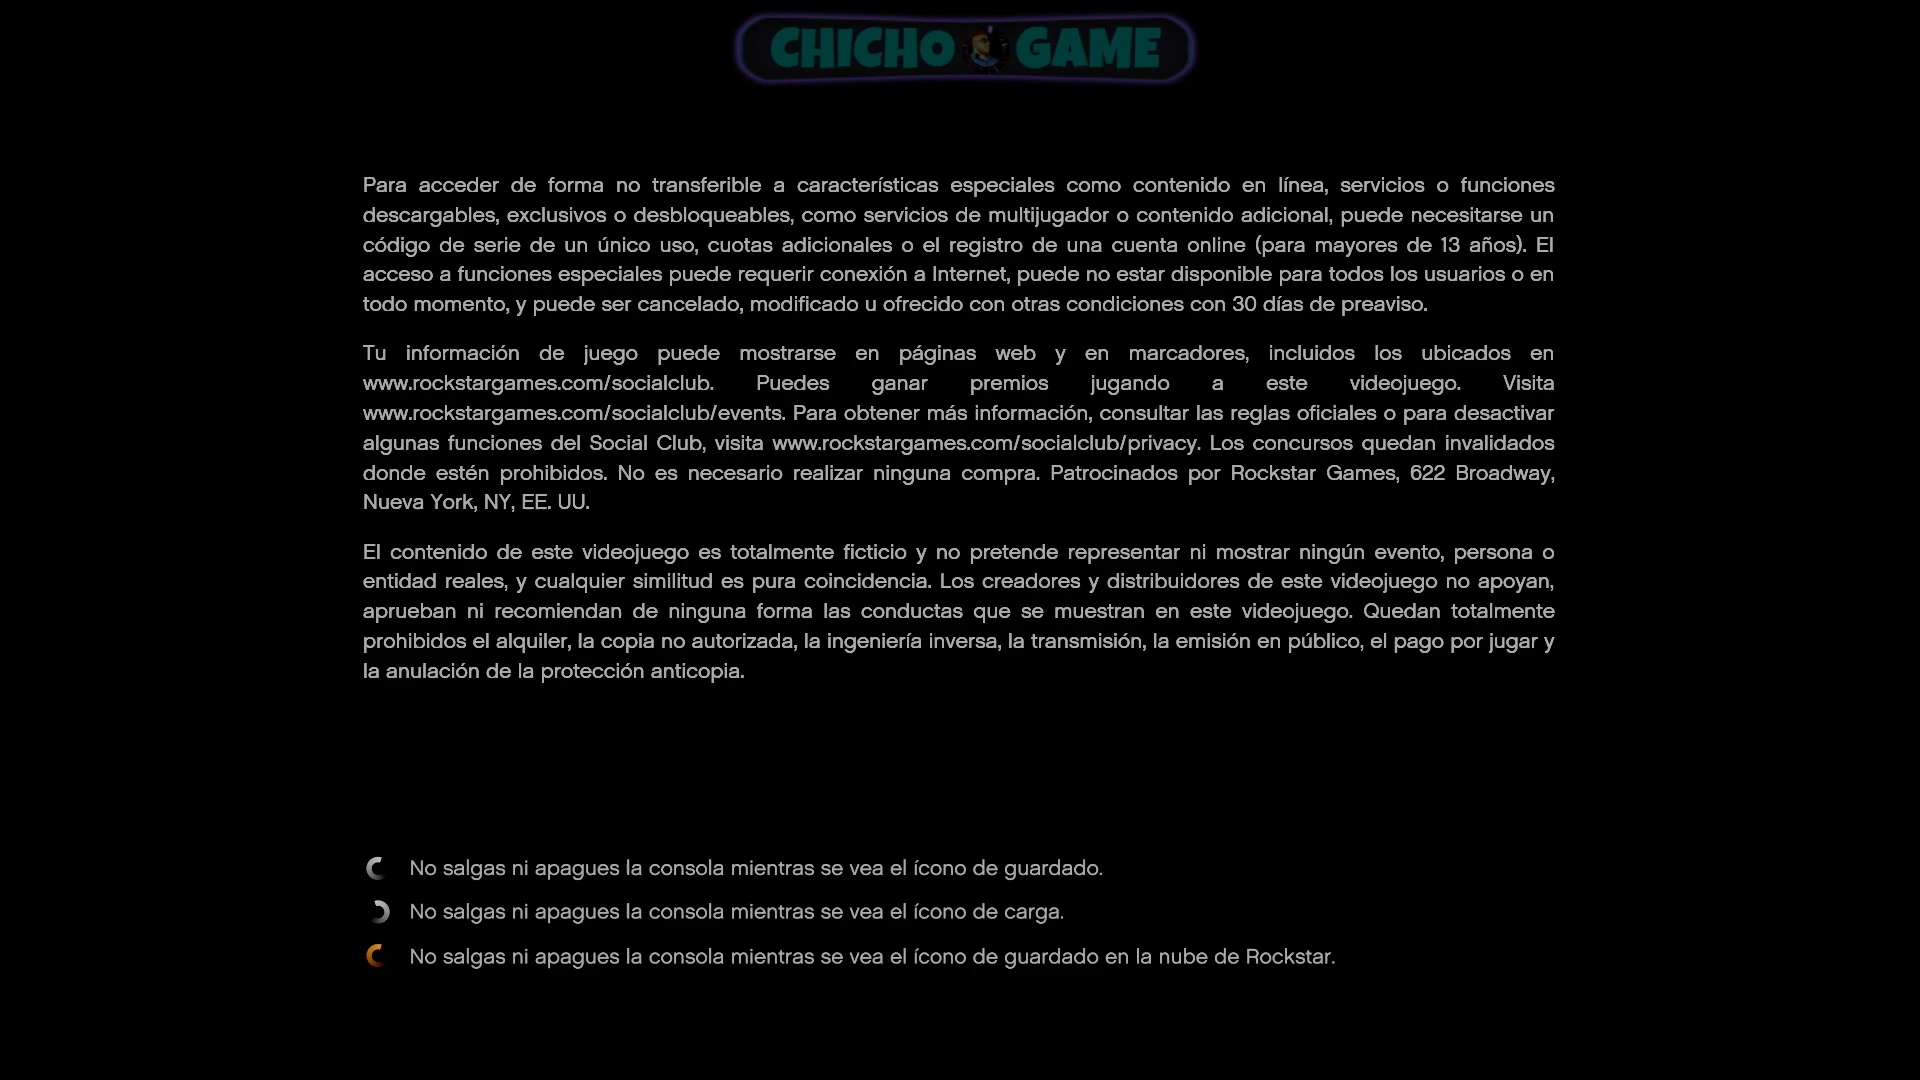 CHICHO GAME
Para acceder de forma no transferible a características especiales como contenido en línea, servicios o funciones
descargables, exclusivos o desbloqueables, como servicios de multijugador o contenido adicional, puede necesitarse un
código de serie de un único uso, cuotas adicionales o el registro de una cuenta online (para mayores de 13 años). El
acceso a funciones especiales puede requerir conexión a Internet, puede no estar disponible para todos los usuarios o en
todo momento, y puede ser cancelado, modificado u ofrecido con otras condiciones con 30 días de preaviso.
Tu información de juego puede mostrarse en páginas web y en marcadores, incluidos los ubicados en
www.rockstargames.com/socialclub. Puedes ganar premios jugando a este videojuego. Visita
www.rockstargames.com/socialclub/events. Para obtener más información, consultar las reglas oficiales o para desactivar
algunas funciones del Social Club, visita www.rockstargames.com/socialclub/privacy. Los concursos quedan invalidados
donde estén prohibidos. No es necesario realizar ninguna compra. Patrocinados por Rockstar Games, 622 Broadway,
Nueva York, NY, EE. UU.
El contenido de este videojuego es totalmente ficticio y no pretende representar ni mostrar ningún evento, persona o
entidad reales, y cualquier similitud es pura coincidencia. Los creadores y distribuidores de este videojuego no apoyan,
aprueban ni recomiendan de ninguna forma las conductas que se muestran en este videojuego. Quedan totalmente
prohibidos el alquiler, la copia no autorizada, la ingeniería inversa, la transmisión, la emisión en público, el pago por jugar y
la anulación de la protección anticopia.
No salgas ni apagues la consola mientras se vea el ícono de guardado.
No salgas ni apagues la consola mientras se vea el ícono de carga.
No salgas ni apagues la consola mientras se vea el ícono de guardado en la nube de Rockstar.